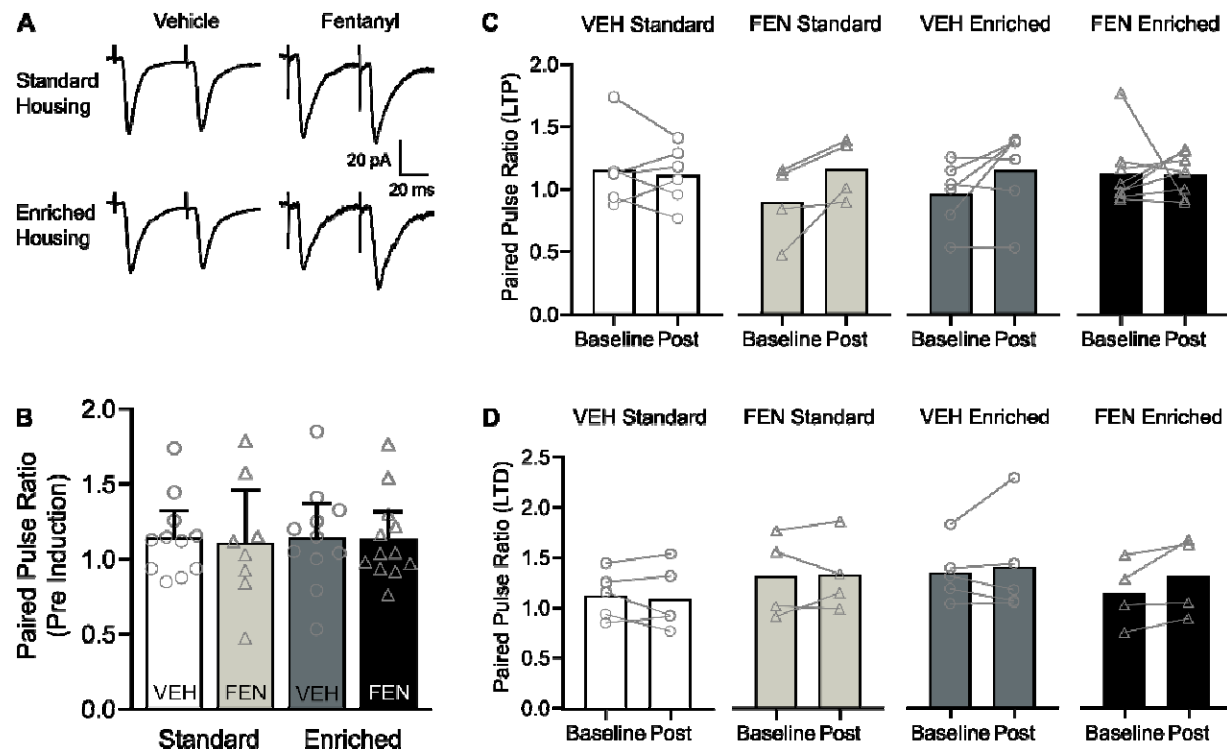 A
Vehicle
Fentanyl
Standard
Housing
20 pA
20 ms
Enriched
Housing
B
Paired Pulse Ratio
(Pre Induction)
2.0
1.5
1.0
0.5
0.0
VEH
FEN
VEH
FEN
Standard
Enriched
C
VEH Standard
FEN Standard
VEH Enriched
FEN Enriched
Paired Pulse Ratio (LTP)
2.0
1.5
1.0
0.5
0.0
Baseline Post
Baseline Post
Baseline Post
Baseline Post
D
VEH Standard
FEN Standard
VEH Enriched
FEN Enriched
Paired Pulse Ratio (LTD)
2.5
2.0
1.5
1.0
0.5
0.0
Baseline Post
Baseline Post
Baseline Post
Baseline Post